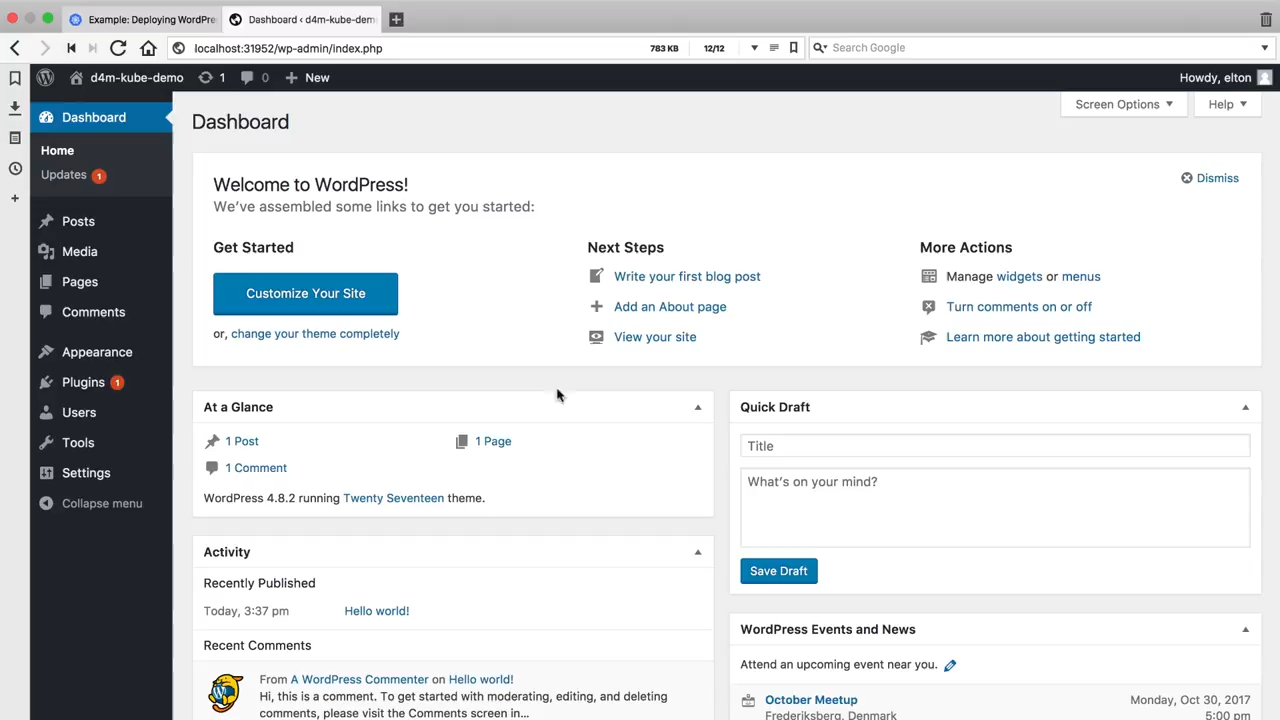 Example: Deploying WordPre
Dashboard ‹ d4m-kube-dem
localhost:31952/wp-admin/index.php
783 KB
12/12
Search Google
d4m-kube-demo
1
0
New
Howdy, elton
Dashboard
Home
Updates 1
Posts
Media
Pages
Comments
Appearance
Plugins 1
Users
Tools
Settings
Collapse menu
Screen Options
Help
Dashboard
Welcome to WordPress!
We've assembled some links to get you started:
Dismiss
Get Started
Customize Your Site
or, change your theme completely
Next Steps
Write your first blog post
Add an About page
View your site
More Actions
Manage widgets or menus
Turn comments on or off
Learn more about getting started
At a Glance
1 Post
1 Page
1 Comment
WordPress 4.8.2 running Twenty Seventeen theme.
Activity
Recently Published
Today, 3:37 pm
Hello world!
Recent Comments
From A WordPress Commenter on Hello world!
Hi, this is a comment. To get started with moderating, editing, and deleting
comments, please visit the Comments screen in...
Quick Draft
Title
What's on your mind?
Save Draft
WordPress Events and News
Attend an upcoming event near you.
October Meetup
Monday, Oct 30, 2017
Frederiksberg, Denmark
5:00 pm